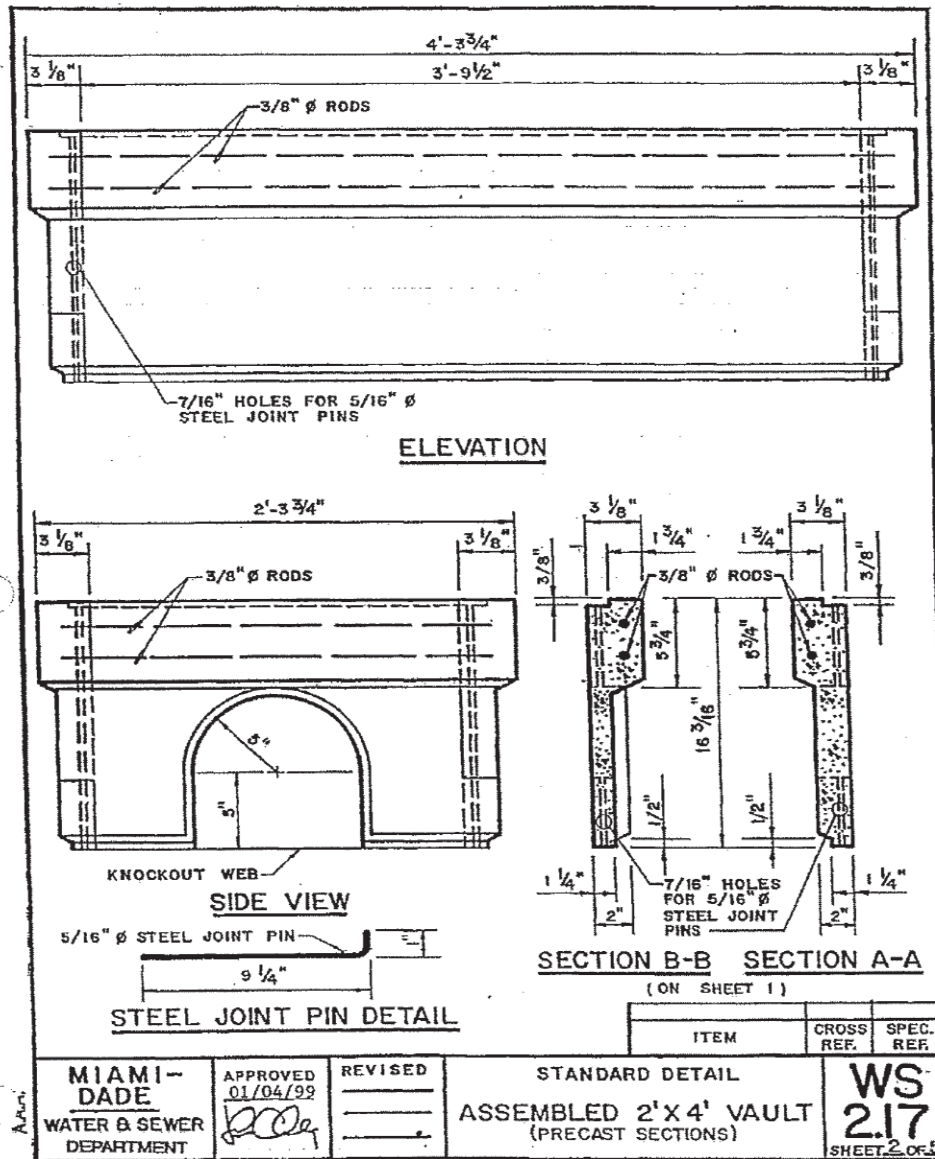 4'-3¾"
3 ⅛" 3'-9½" 3 ⅛"
3/8" Ø RODS
7/16" HOLES FOR 5/16" Ø
STEEL JOINT PINS
ELEVATION
2'-3 ¾"
3 ⅛" 3 ⅛"
3/8" Ø RODS
5"
5"
KNOCKOUT WEB
SIDE VIEW
3 ⅛" 3 ⅛"
1 ¾" 1 ¾"
3/8" 3/8"
3/8" Ø RODS
5 ¾" 5 ¾"
16 3/16"
1/2" 1/2"
1 ¼" 1 ¼"
2" 2"
7/16" HOLES
FOR 5/16" Ø
STEEL JOINT
PINS
SECTION B-B SECTION A-A
(ON SHEET 1)
5/16" Ø STEEL JOINT PIN
1"
9 ¼"
STEEL JOINT PIN DETAIL
ITEM CROSS REF. SPEC. REF.
MIAMI-
DADE
WATER & SEWER
DEPARTMENT
APPROVED
01/04/99
REVISED
STANDARD DETAIL
ASSEMBLED 2'X 4' VAULT
(PRECAST SECTIONS)
WS
2.17
SHEET 2 OF